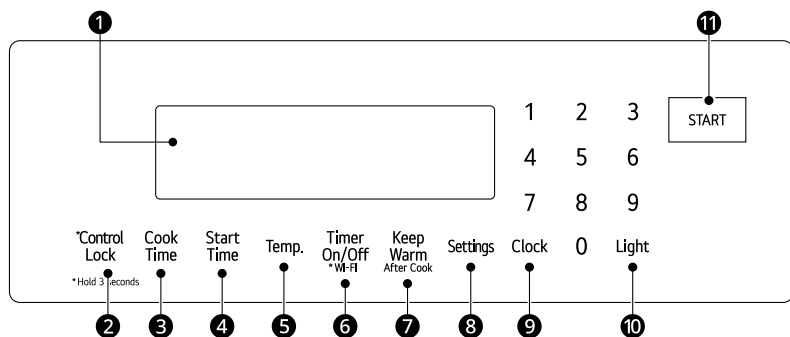 1
11
1 2 3
START
4 5 6
7 8 9
*Control
Lock
Cook
Time
Start
Time
Temp.
Timer
On/Off
*Wi-Fi
Keep
Warm
After Cook
Settings
Clock
0
Light
*Hold 3 seconds
2 3 4 5 6 7 8 9 10